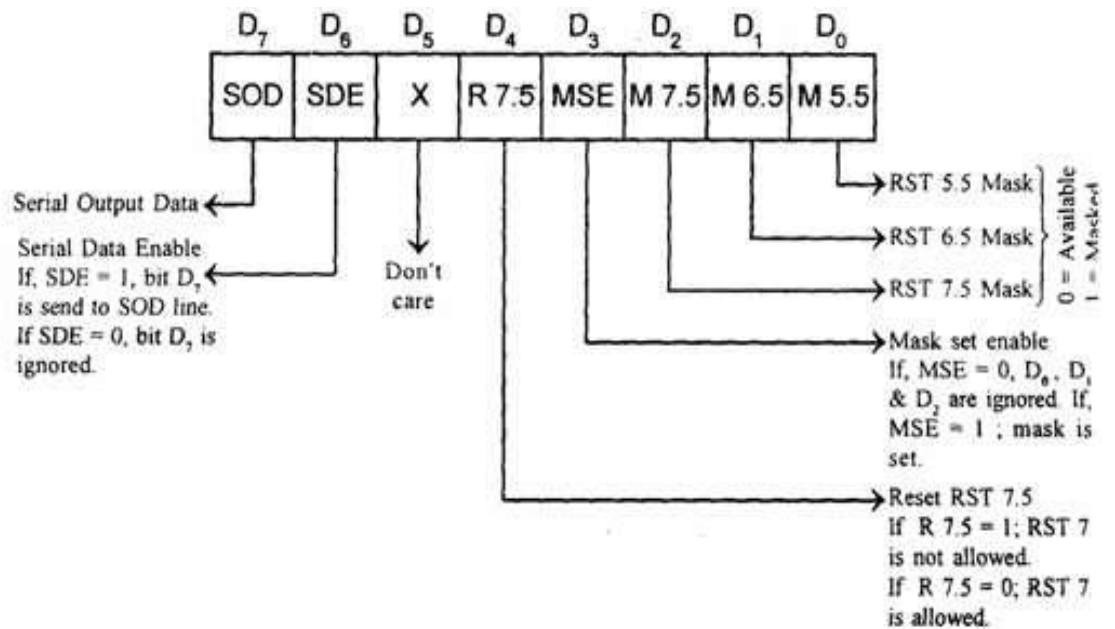 D₇ D₆ D₅ D₄ D₃ D₂ D₁ D₀
SOD SDE X R 7.5 MSE M 7.5 M 6.5 M 5.5
Serial Output Data
Serial Data Enable
If, SDE = 1, bit D₇
is send to SOD line.
If SDE = 0, bit D₇ is
ignored.
Don't
care
RST 5.5 Mask
RST 6.5 Mask
RST 7.5 Mask
0 = Available
1 = Masked
Mask set enable
If, MSE = 0, D₀, D₁
& D₂ are ignored. If,
MSE = 1 ; mask is
set.
Reset RST 7.5
If R 7.5 = 1; RST 7
is not allowed.
If R 7.5 = 0; RST 7
is allowed.